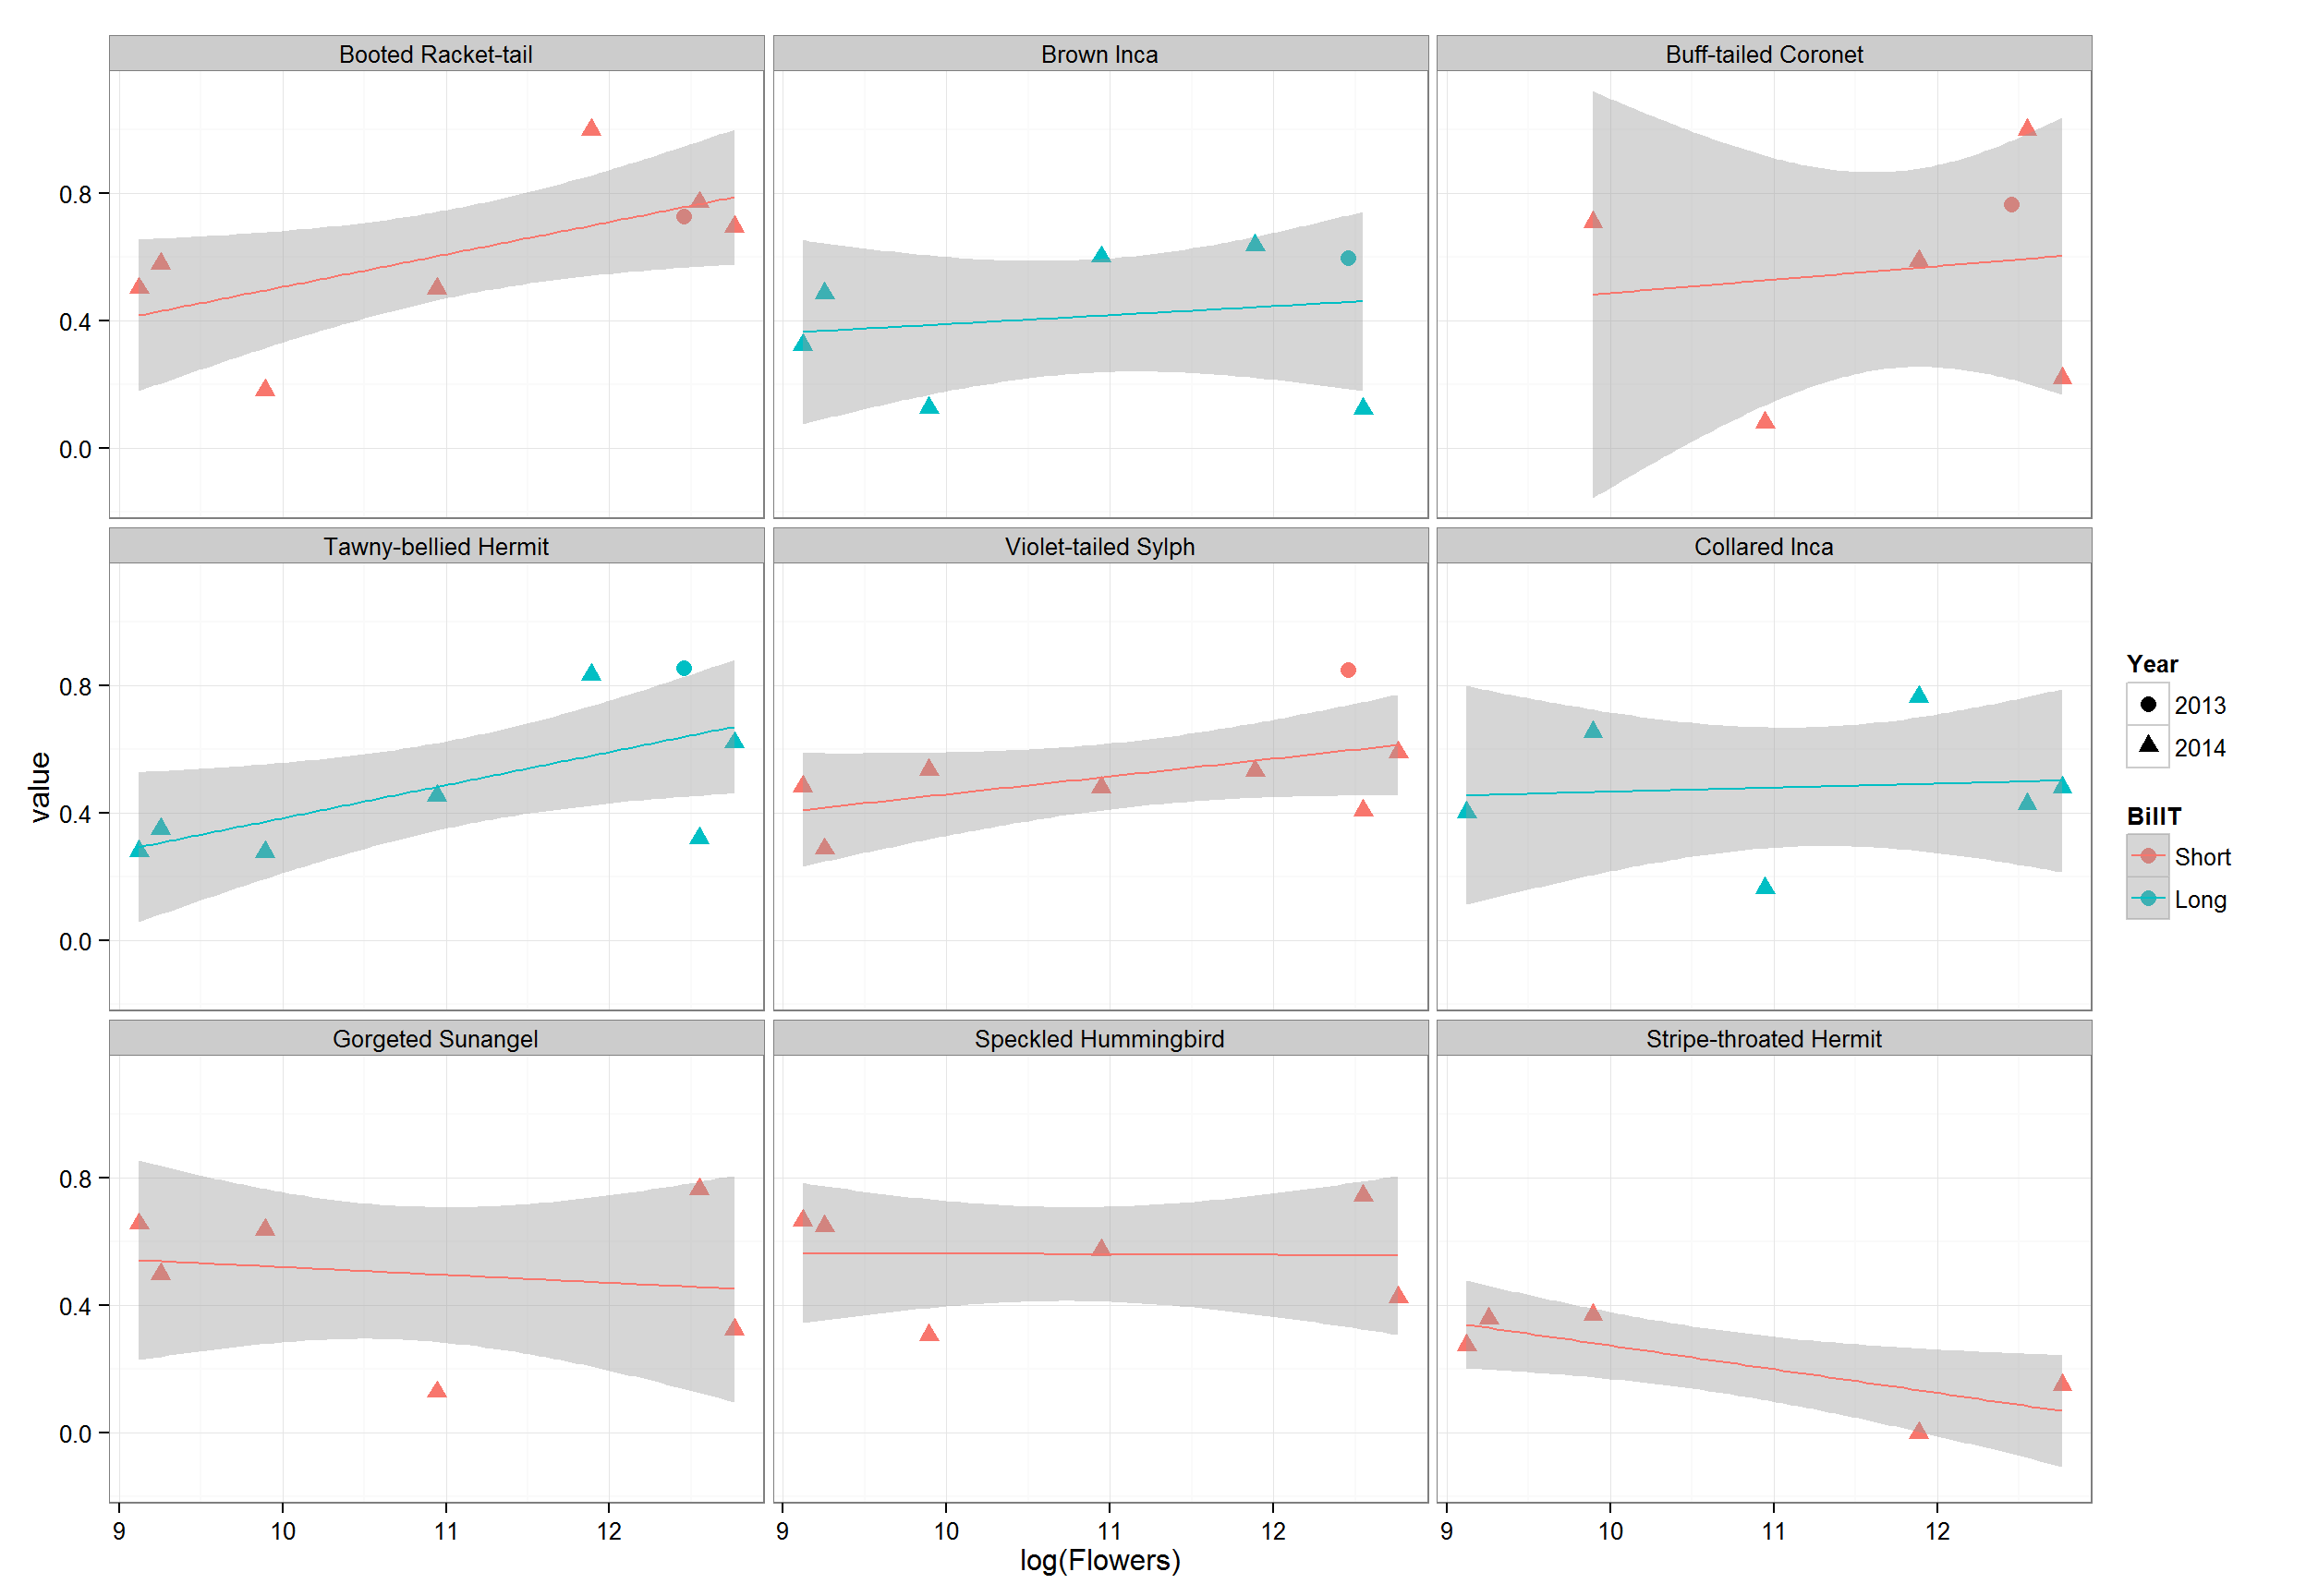 Booted Racket-tail
Brown Inca
Buff-tailed Coronet
0.8
0.4
0.0
Tawny-bellied Hermit
Violet-tailed Sylph
Collared Inca
0.8
0.4
0.0
value
Gorgeted Sunangel
Speckled Hummingbird
Stripe-throated Hermit
0.8
0.4
0.0
9 10 11 12
9 10 11 12
9 10 11 12
log(Flowers)
Year
2013
2014
BillT
Short
Long